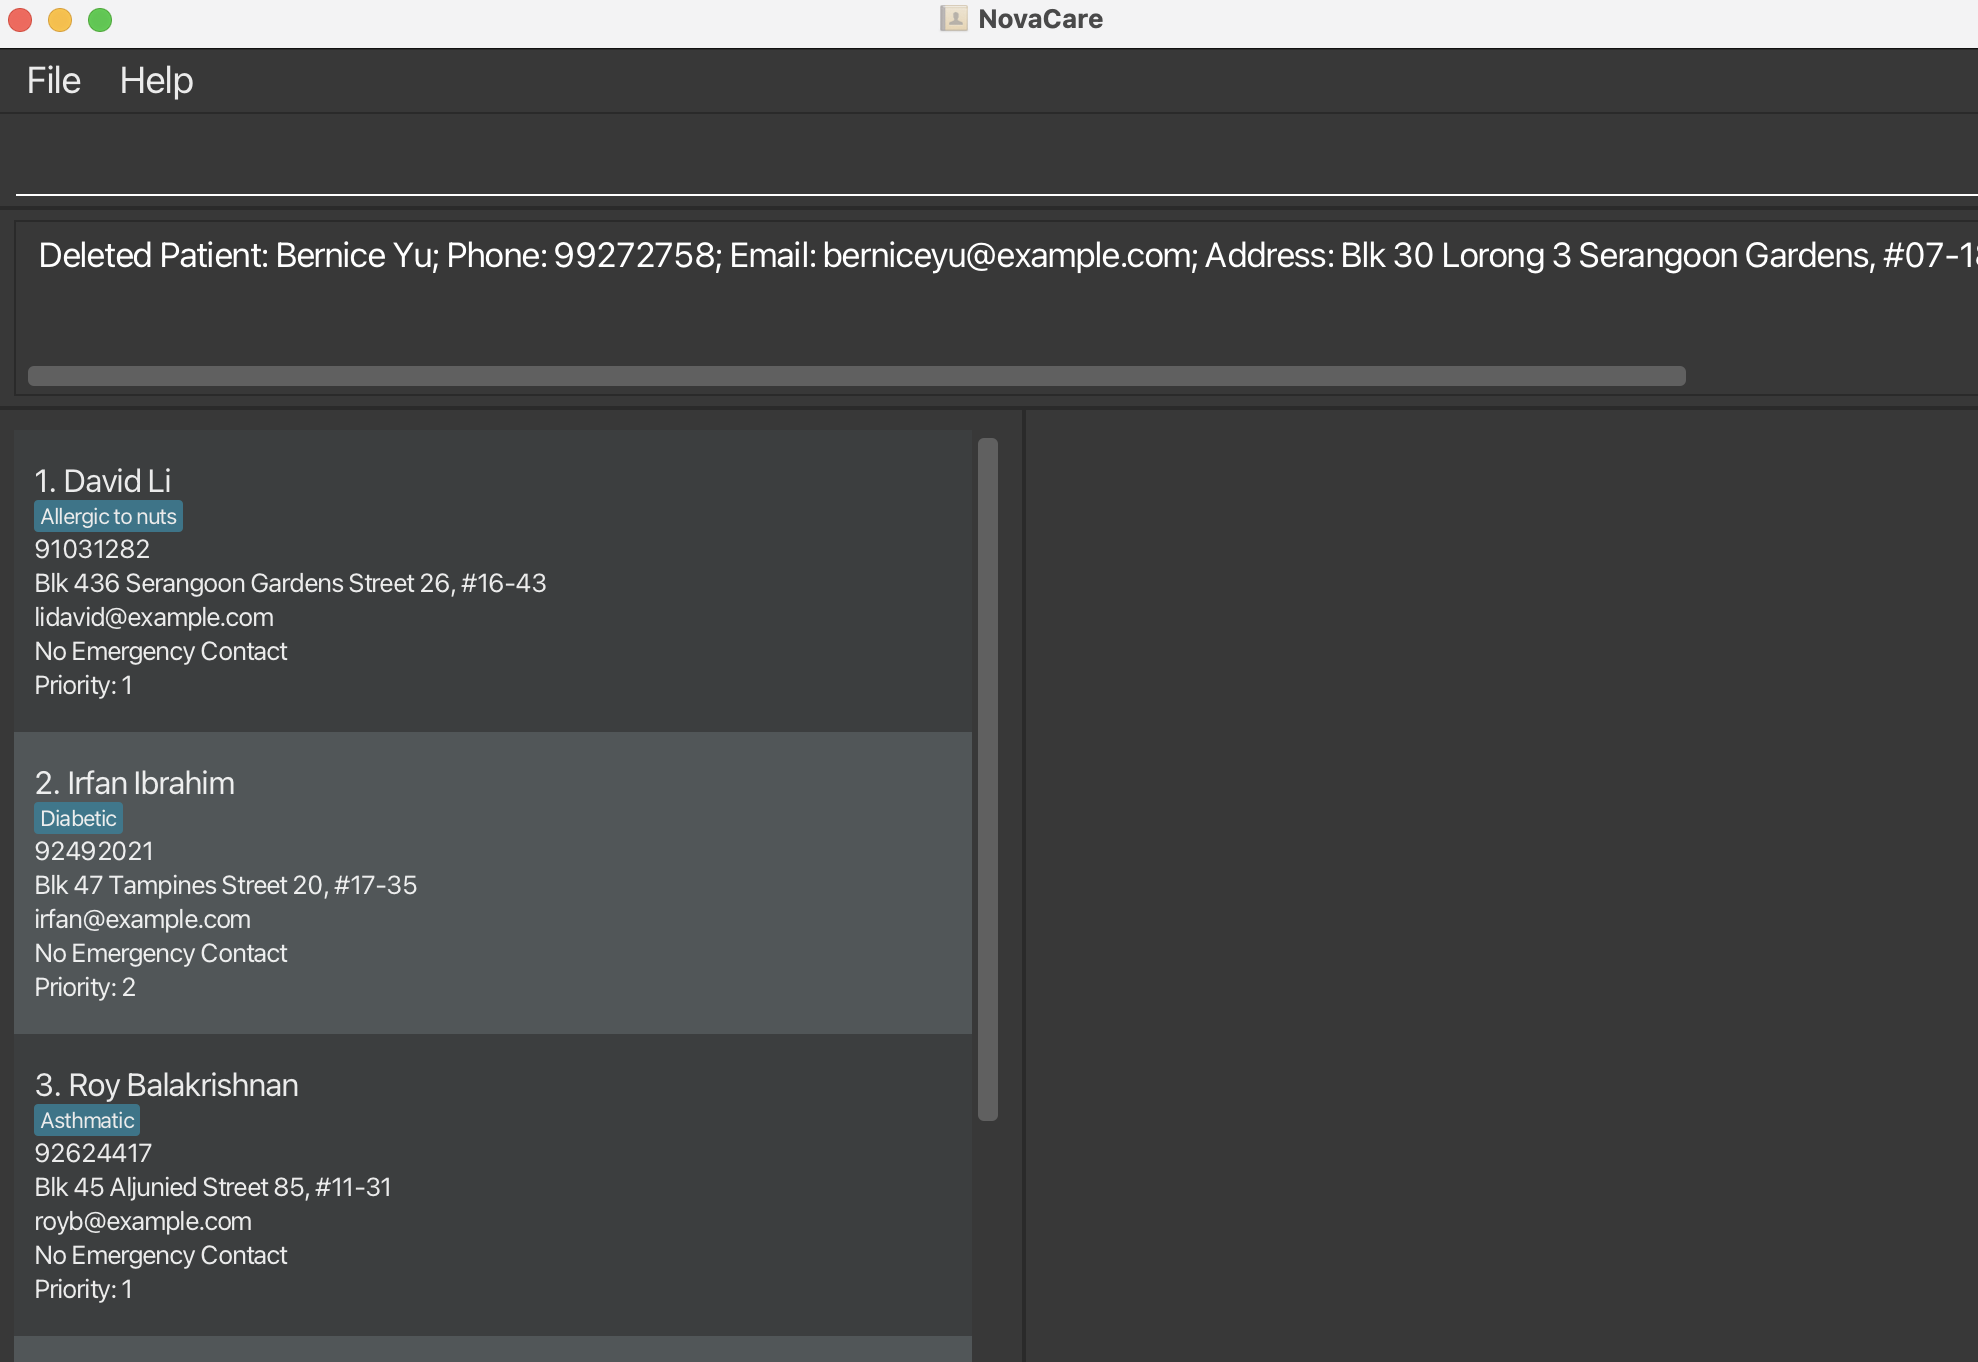 NovaCare
File Help
Deleted Patient: Bernice Yu; Phone: 99272758; Email: berniceyu@example.com; Address: Blk 30 Lorong 3 Serangoon Gardens, #07-18
1. David Li
Allergic to nuts
91031282
Blk 436 Serangoon Gardens Street 26, #16-43
lidavid@example.com
No Emergency Contact
Priority: 1
2. Irfan Ibrahim
Diabetic
92492021
Blk 47 Tampines Street 20, #17-35
irfan@example.com
No Emergency Contact
Priority: 2
3. Roy Balakrishnan
Asthmatic
92624417
Blk 45 Aljunied Street 85, #11-31
royb@example.com
No Emergency Contact
Priority: 1